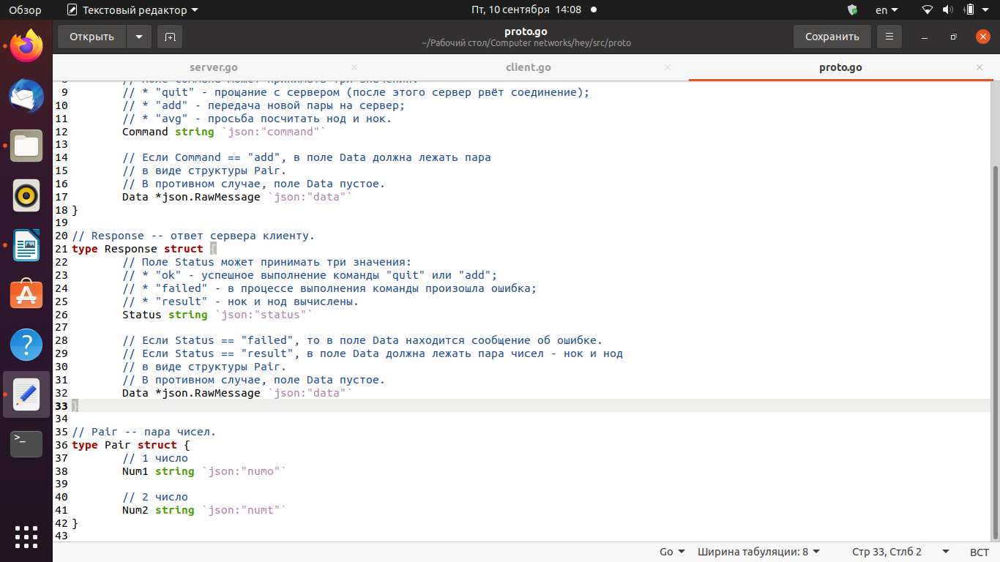 Обзор Текстовый редактор Пт, 10 сентября 14:08 en
Открыть proto.go Сохранить
~/Рабочий стол/Computer networks/hey/src/proto
server.go client.go proto.go
9 // * "quit" - прощание с сервером (после этого сервер рвёт соединение);
10 // * "add" - передача новой пары на сервер;
11 // * "avg" - просьба посчитать нод и нок.
12 Command string `json:"command"`
13
14 // Если Command == "add", в поле Data должна лежать пара
15 // в виде структуры Pair.
16 // В противном случае, поле Data пустое.
17 Data *json.RawMessage `json:"data"`
18 }
19
20 // Response -- ответ сервера клиенту.
21 type Response struct {
22 // Поле Status может принимать три значения:
23 // * "ok" - успешное выполнение команды "quit" или "add";
24 // * "failed" - в процессе выполнения команды произошла ошибка;
25 // * "result" - нок и нод вычислены.
26 Status string `json:"status"`
27
28 // Если Status == "failed", то в поле Data находится сообщение об ошибке.
29 // Если Status == "result", в поле Data должна лежать пара чисел - нок и нод
30 // в виде структуры Pair.
31 // В противном случае, поле Data пустое.
32 Data *json.RawMessage `json:"data"`
33 }
34
35 // Pair -- пара чисел.
36 type Pair struct {
37 // 1 число
38 Num1 string `json:"numo"`
39
40 // 2 число
41 Num2 string `json:"numt"`
42 }
43
Go Ширина табуляции: 8 Стр 33, Стлб 2 ВСТ